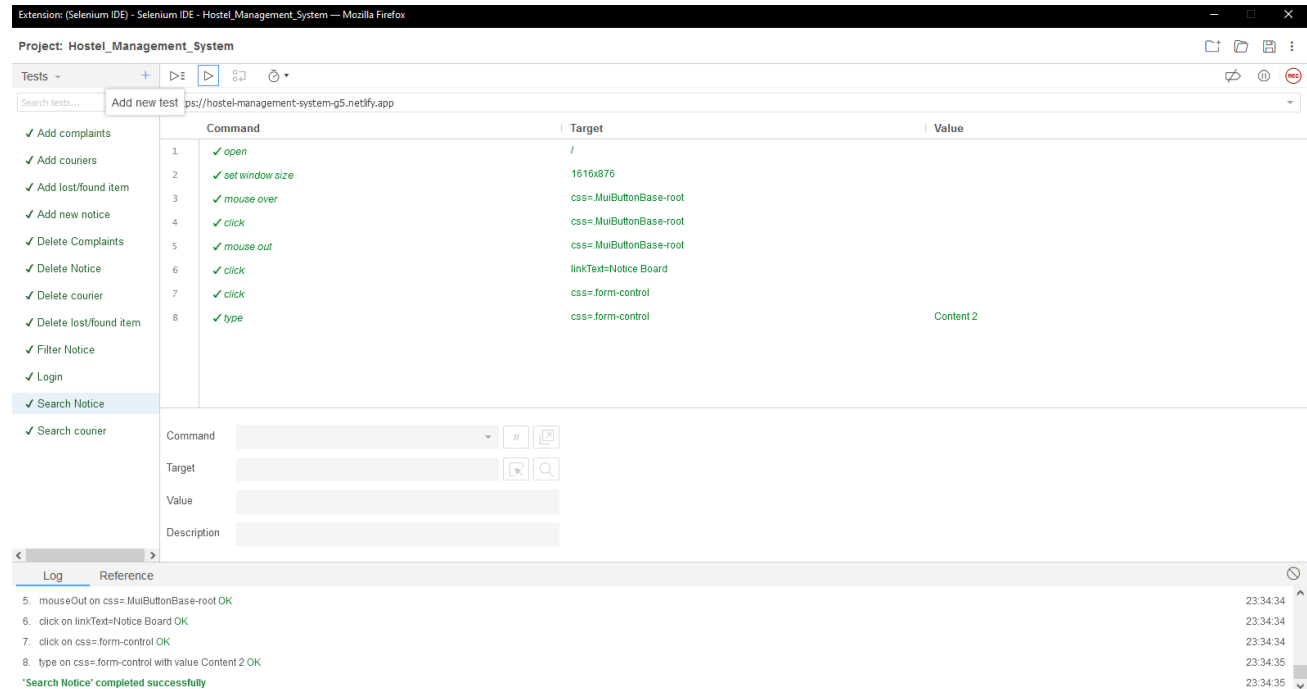 Extension: (Selenium IDE) - Selenium IDE - Hostel_Management_System — Mozilla Firefox
Project: Hostel_Management_System
Tests
REC
Search tests...
Add new test
ps://hostel-management-system-g5.netlify.app
Command Target Value
✓ Add complaints
✓ Add couriers
✓ Add lost/found item
✓ Add new notice
✓ Delete Complaints
✓ Delete Notice
✓ Delete courier
✓ Delete lost/found item
✓ Filter Notice
✓ Login
✓ Search Notice
✓ Search courier
1 ✓ open /
2 ✓ set window size 1616x876
3 ✓ mouse over css=.MuiButtonBase-root
4 ✓ click css=.MuiButtonBase-root
5 ✓ mouse out css=.MuiButtonBase-root
6 ✓ click linkText=Notice Board
7 ✓ click css=.form-control
8 ✓ type css=.form-control Content 2
Command //
Target
Value
Description
Log Reference
5. mouseOut on css=.MuiButtonBase-root OK 23:34:34
6. click on linkText=Notice Board OK 23:34:34
7. click on css=.form-control OK 23:34:34
8. type on css=.form-control with value Content 2 OK 23:34:35
'Search Notice' completed successfully 23:34:35